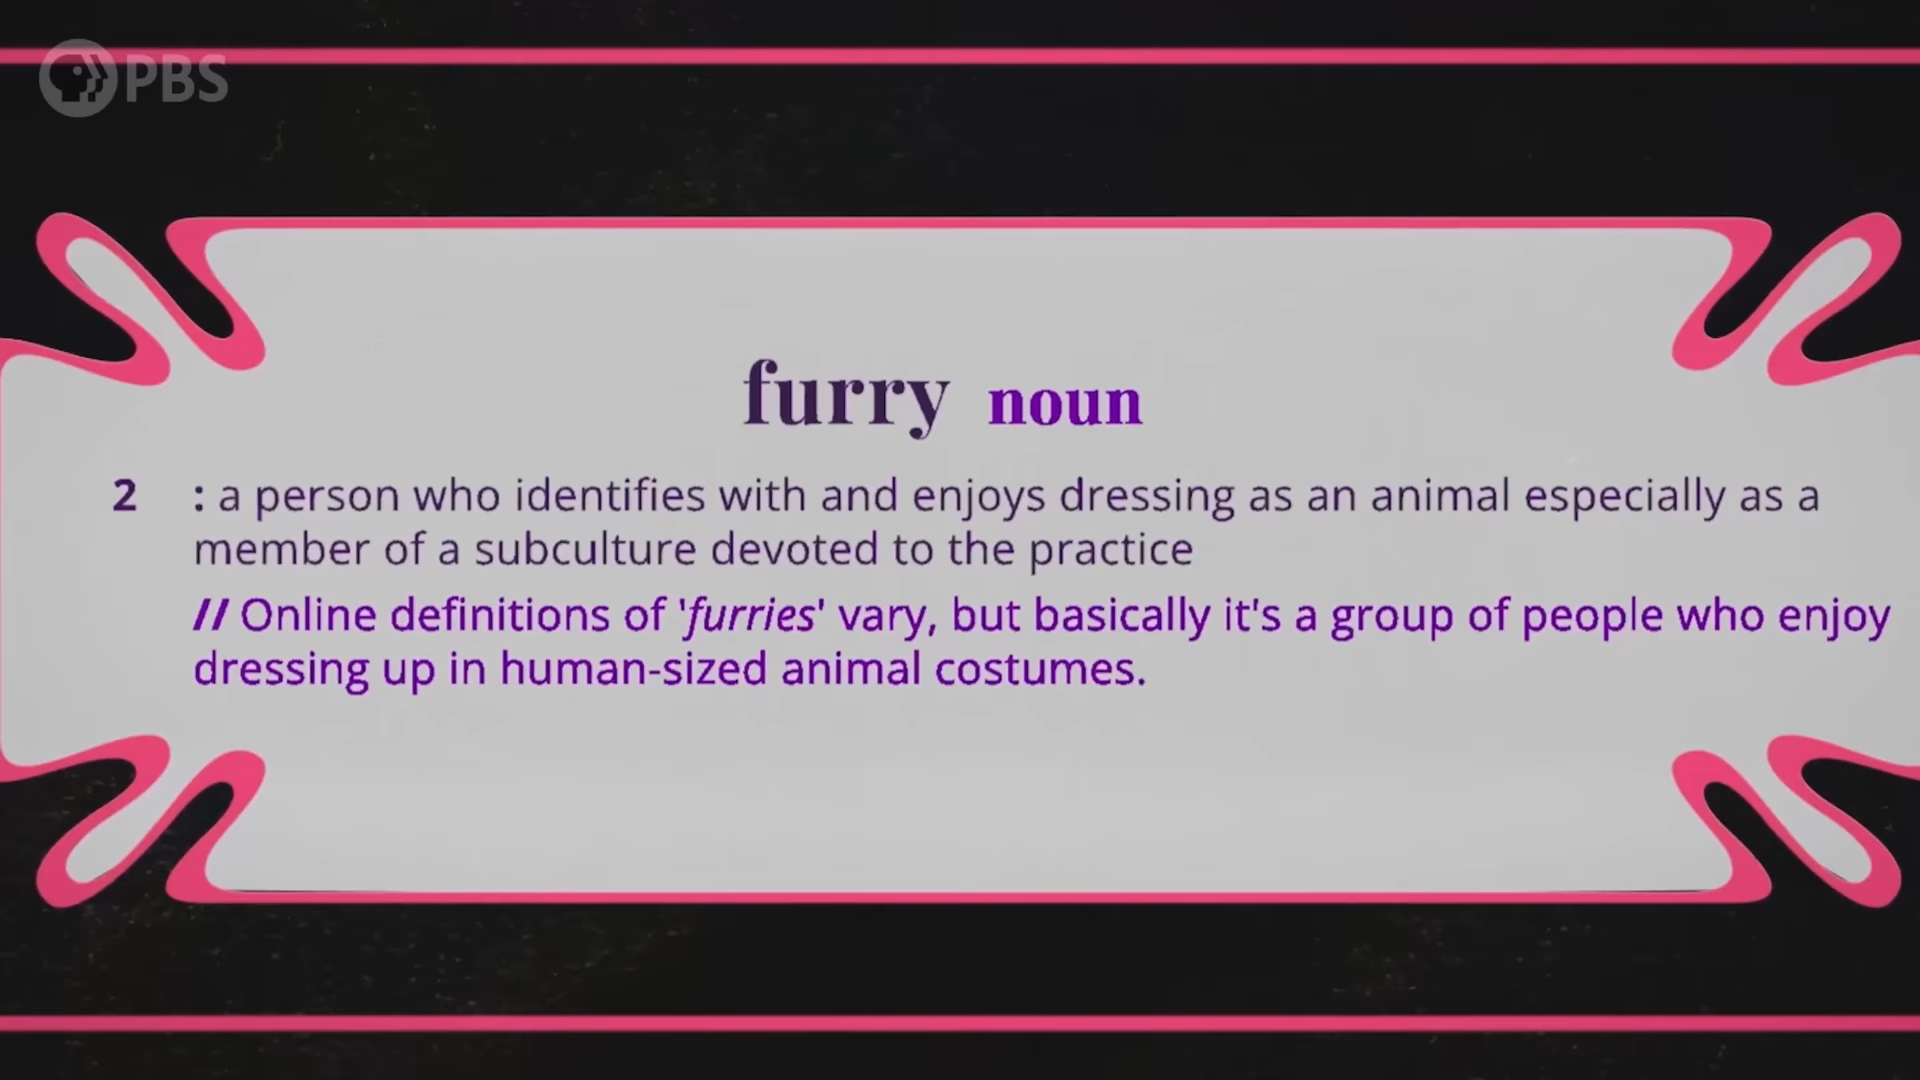 PBS
furry noun
2 : a person who identifies with and enjoys dressing as an animal especially as a
member of a subculture devoted to the practice
// Online definitions of 'furries' vary, but basically it's a group of people who enjoy
dressing up in human-sized animal costumes.